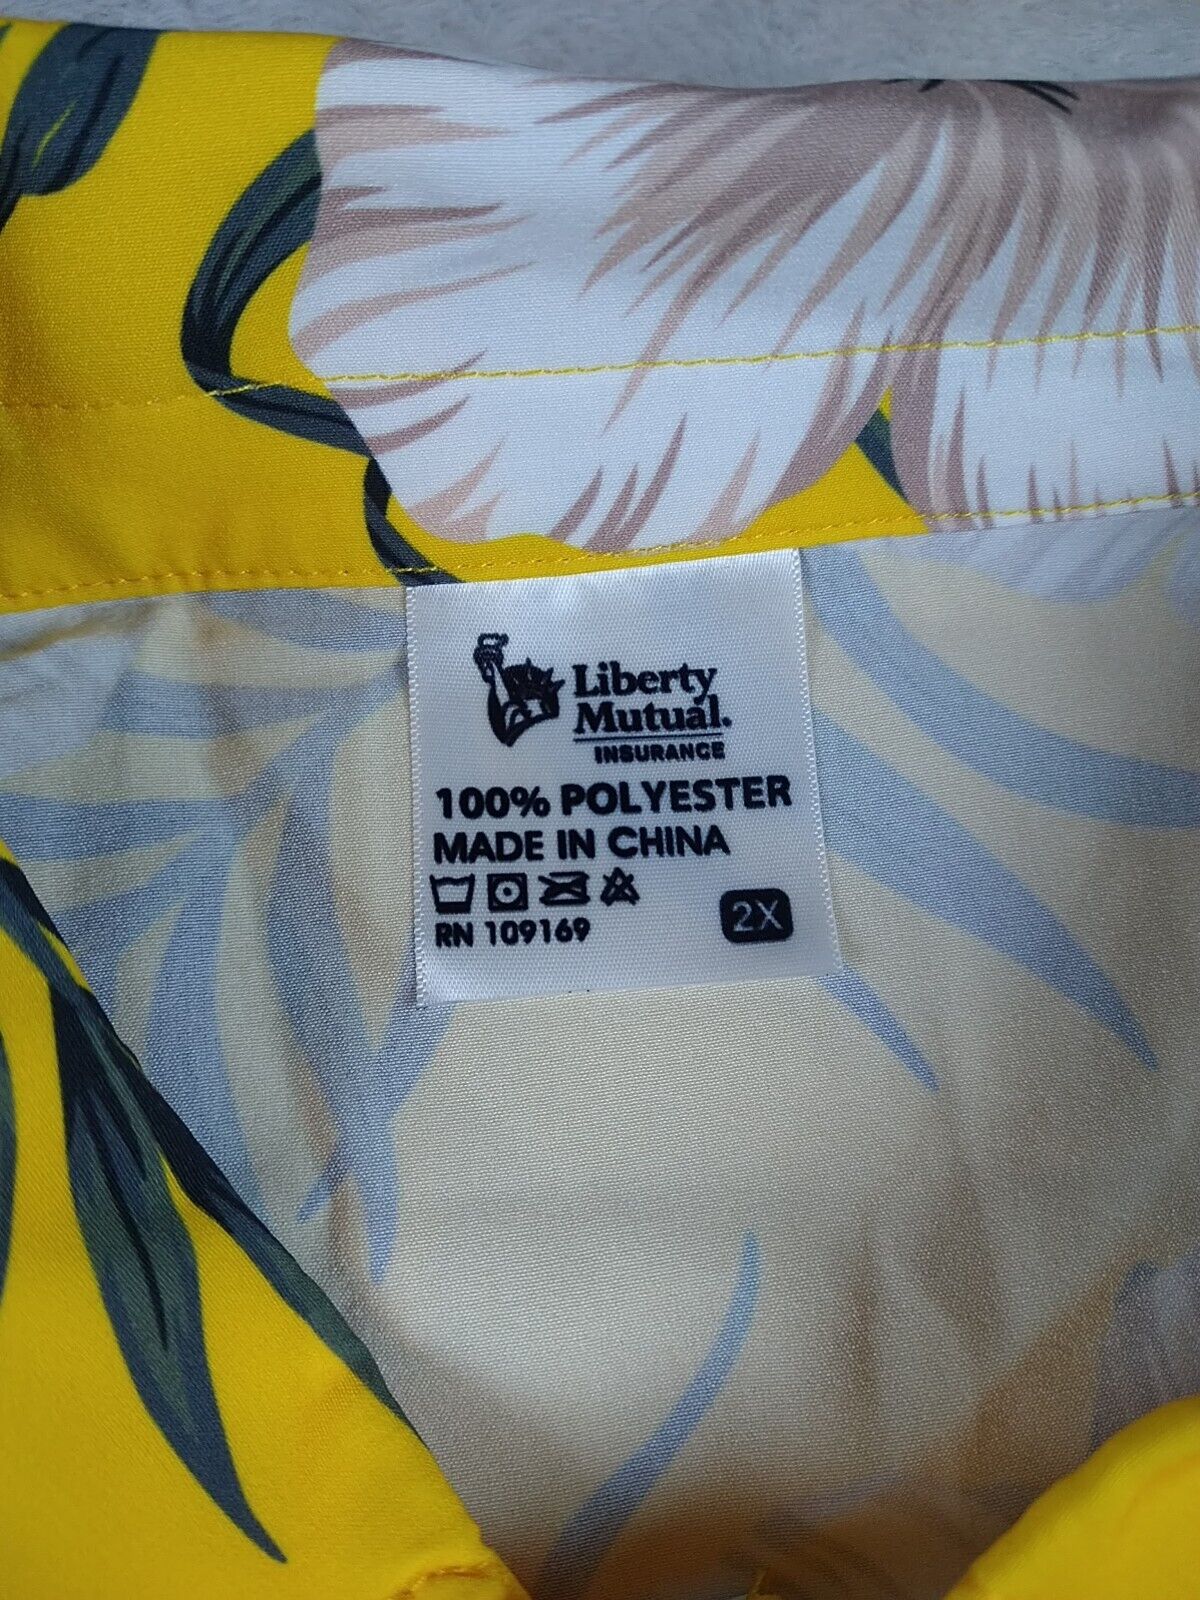 Liberty
Mutual.
INSURANCE
100% POLYESTER
MADE IN CHINA
RN 109169
2X